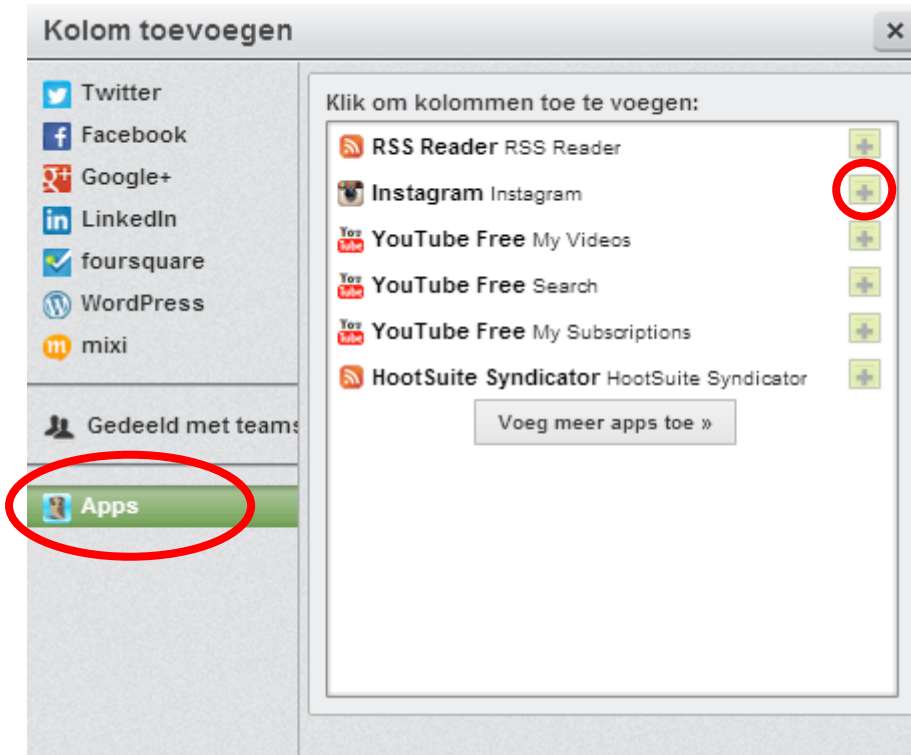 Kolom toevoegen
Twitter
Facebook
Google+
LinkedIn
foursquare
WordPress
mixi
Gedeeld met teams
Apps
Klik om kolommen toe te voegen:
RSS Reader RSS Reader
Instagram Instagram
YouTube Free My Videos
YouTube Free Search
YouTube Free My Subscriptions
HootSuite Syndicator HootSuite Syndicator
Voeg meer apps toe »